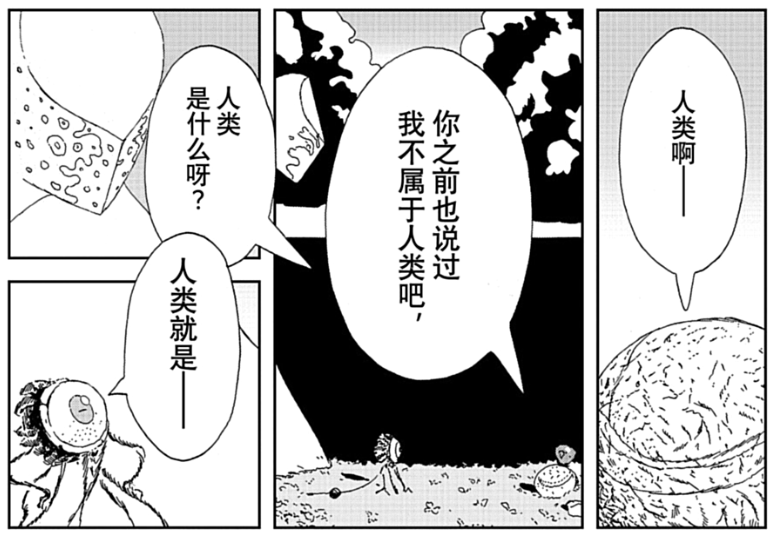 人类啊——
你之前也说过
我不属于人类吧，
人类
是什么呀？
人类就是——